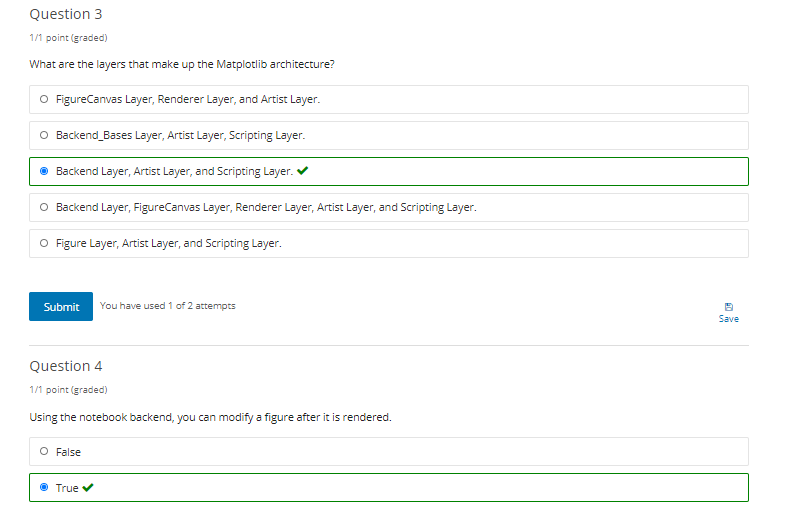 Question 3
1/1 point (graded)
What are the layers that make up the Matplotlib architecture?
FigureCanvas Layer, Renderer Layer, and Artist Layer.
Backend_Bases Layer, Artist Layer, Scripting Layer.
Backend Layer, Artist Layer, and Scripting Layer.
Backend Layer, FigureCanvas Layer, Renderer Layer, Artist Layer, and Scripting Layer.
Figure Layer, Artist Layer, and Scripting Layer.
Submit You have used 1 of 2 attempts
Save
Question 4
1/1 point (graded)
Using the notebook backend, you can modify a figure after it is rendered.
False
True